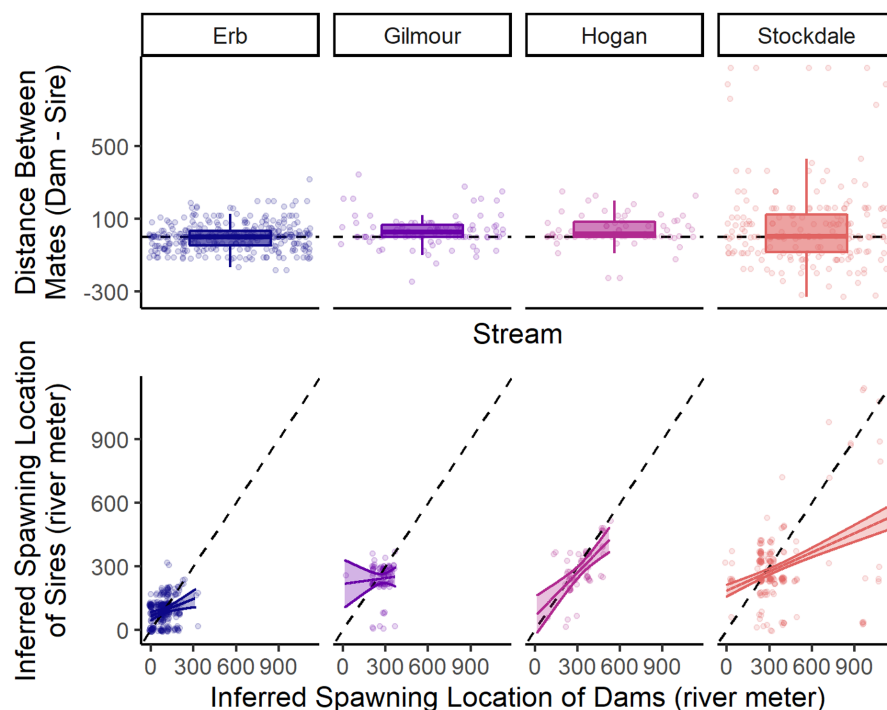 Erb Gilmour Hogan Stockdale
Distance Between
Mates (Dam - Sire)
500
100
-300
Stream
Inferred Spawning Location
of Sires (river meter)
900
600
300
0
0 300 600 900 0 300 600 900 0 300 600 900 0 300 600 900
Inferred Spawning Location of Dams (river meter)